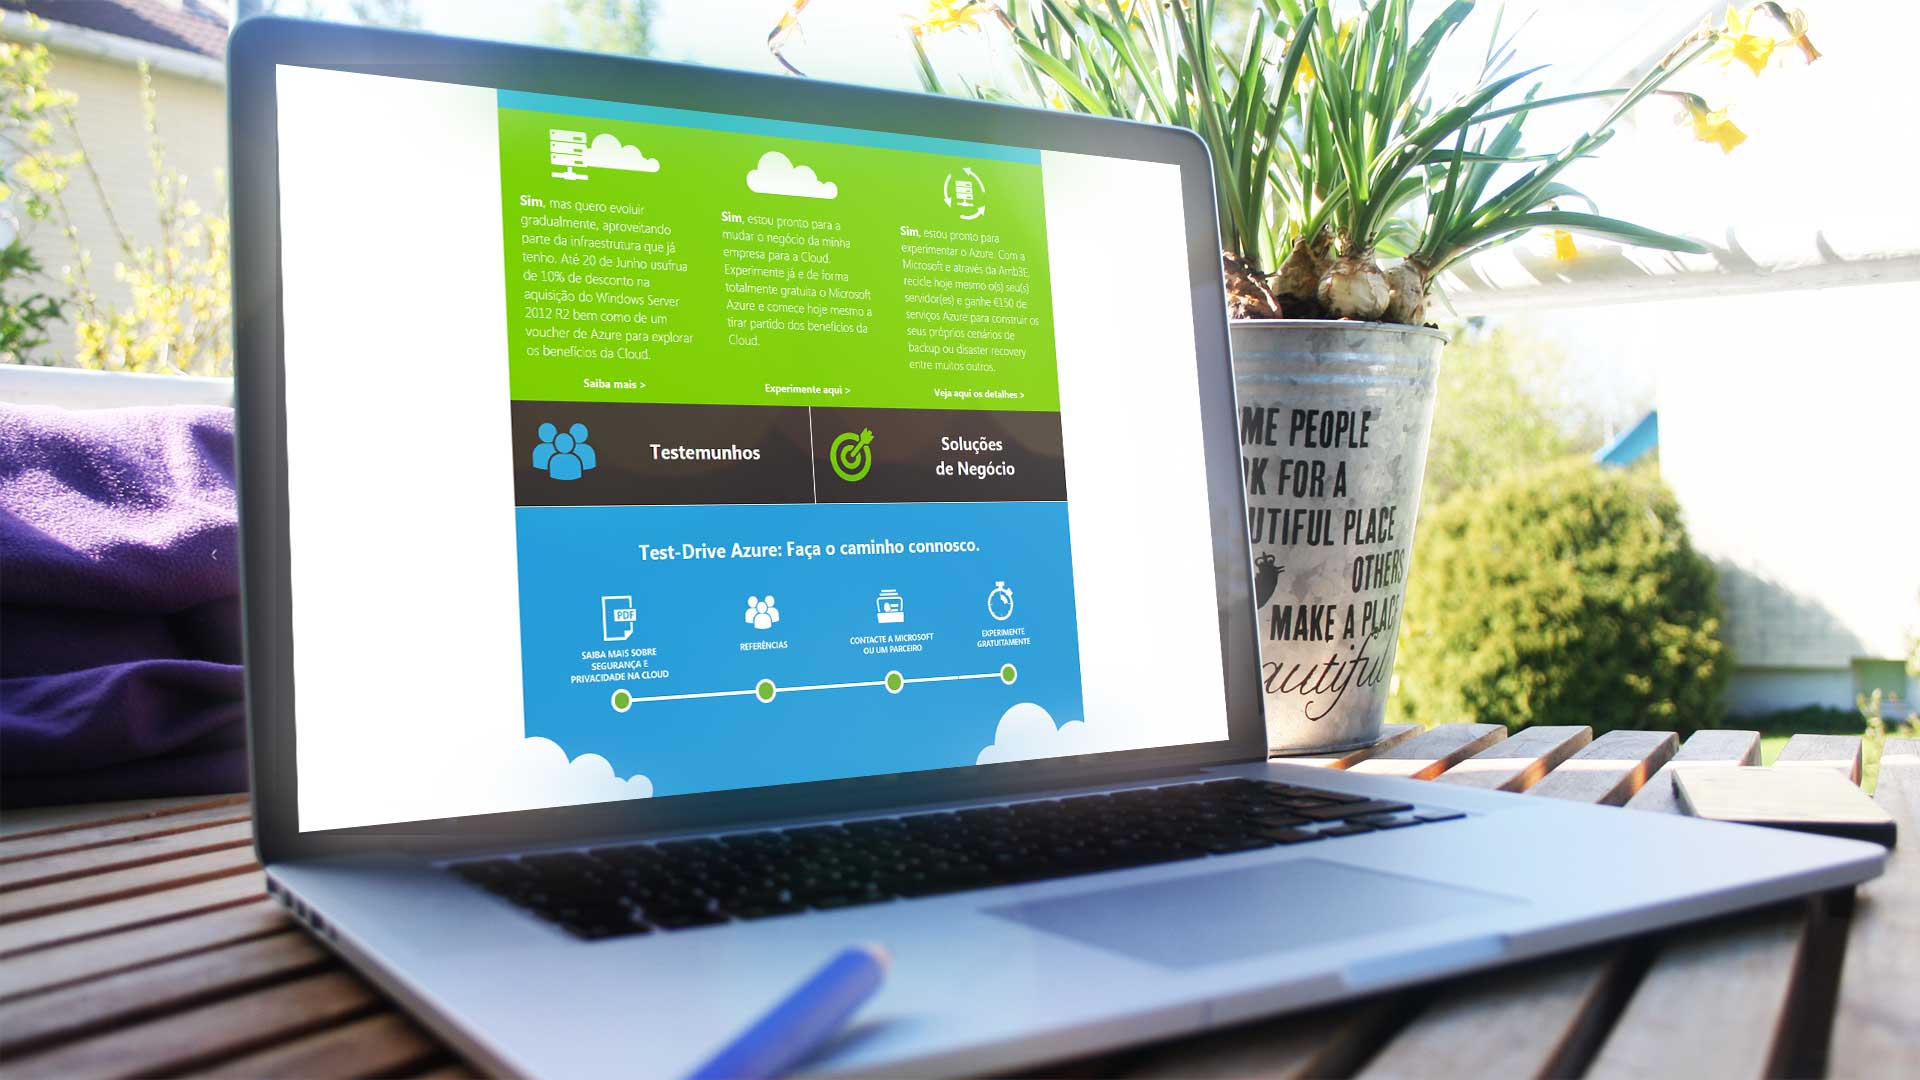 Sim, mas quero evoluir
gradualmente, aproveitando
parte da infraestrutura que já
tenho. Até 20 de Junho usufrua
de 10% de desconto na
aquisição do Windows Server
2012 R2 bem como de um
voucher de Azure para explorar
os benefícios da Cloud.
Saiba mais >
Sim, estou pronto para a
mudar o negócio da minha
empresa para a Cloud.
Experimente já e de forma
totalmente gratuita o Microsoft
Azure e comece hoje mesmo a
tirar partido dos benefícios da
Cloud.
Experimente aqui >
Sim, estou pronto para
experimentar o Azure. Com a
Microsoft e através da Amb3E,
recicle hoje mesmo o(s) seu(s)
servidor(es) e ganhe €150 de
serviços Azure para construir os
seus próprios cenários de
backup ou disaster recovery
entre muitos outros.
Veja aqui os detalhes >
Testemunhos
Soluções
de Negócio
Test-Drive Azure: Faça o caminho connosco.
PDF
SAIBA MAIS SOBRE
SEGURANÇA E
PRIVACIDADE NA CLOUD
REFERÊNCIAS
CONTACTE A MICROSOFT
OU UM PARCEIRO
EXPERIMENTE
GRATUITAMENTE
ME PEOPLE
K FOR A
UTIFUL PLACE
OTHERS
MAKE A PLACE
autiful